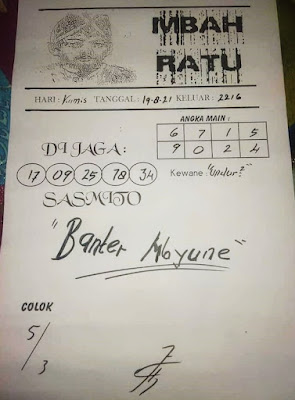 MBAH
RATU
HARI : Kamis TANGGAL : 19-8-21 KELUAR : 2216
ANGKA MAIN :
6 7 1 5
9 0 2 4
DI JAGA :
17 09 25 78 34
Kewane : "Undur?"
SASMITO
"Banter Mloyune"
COLOK
5/3